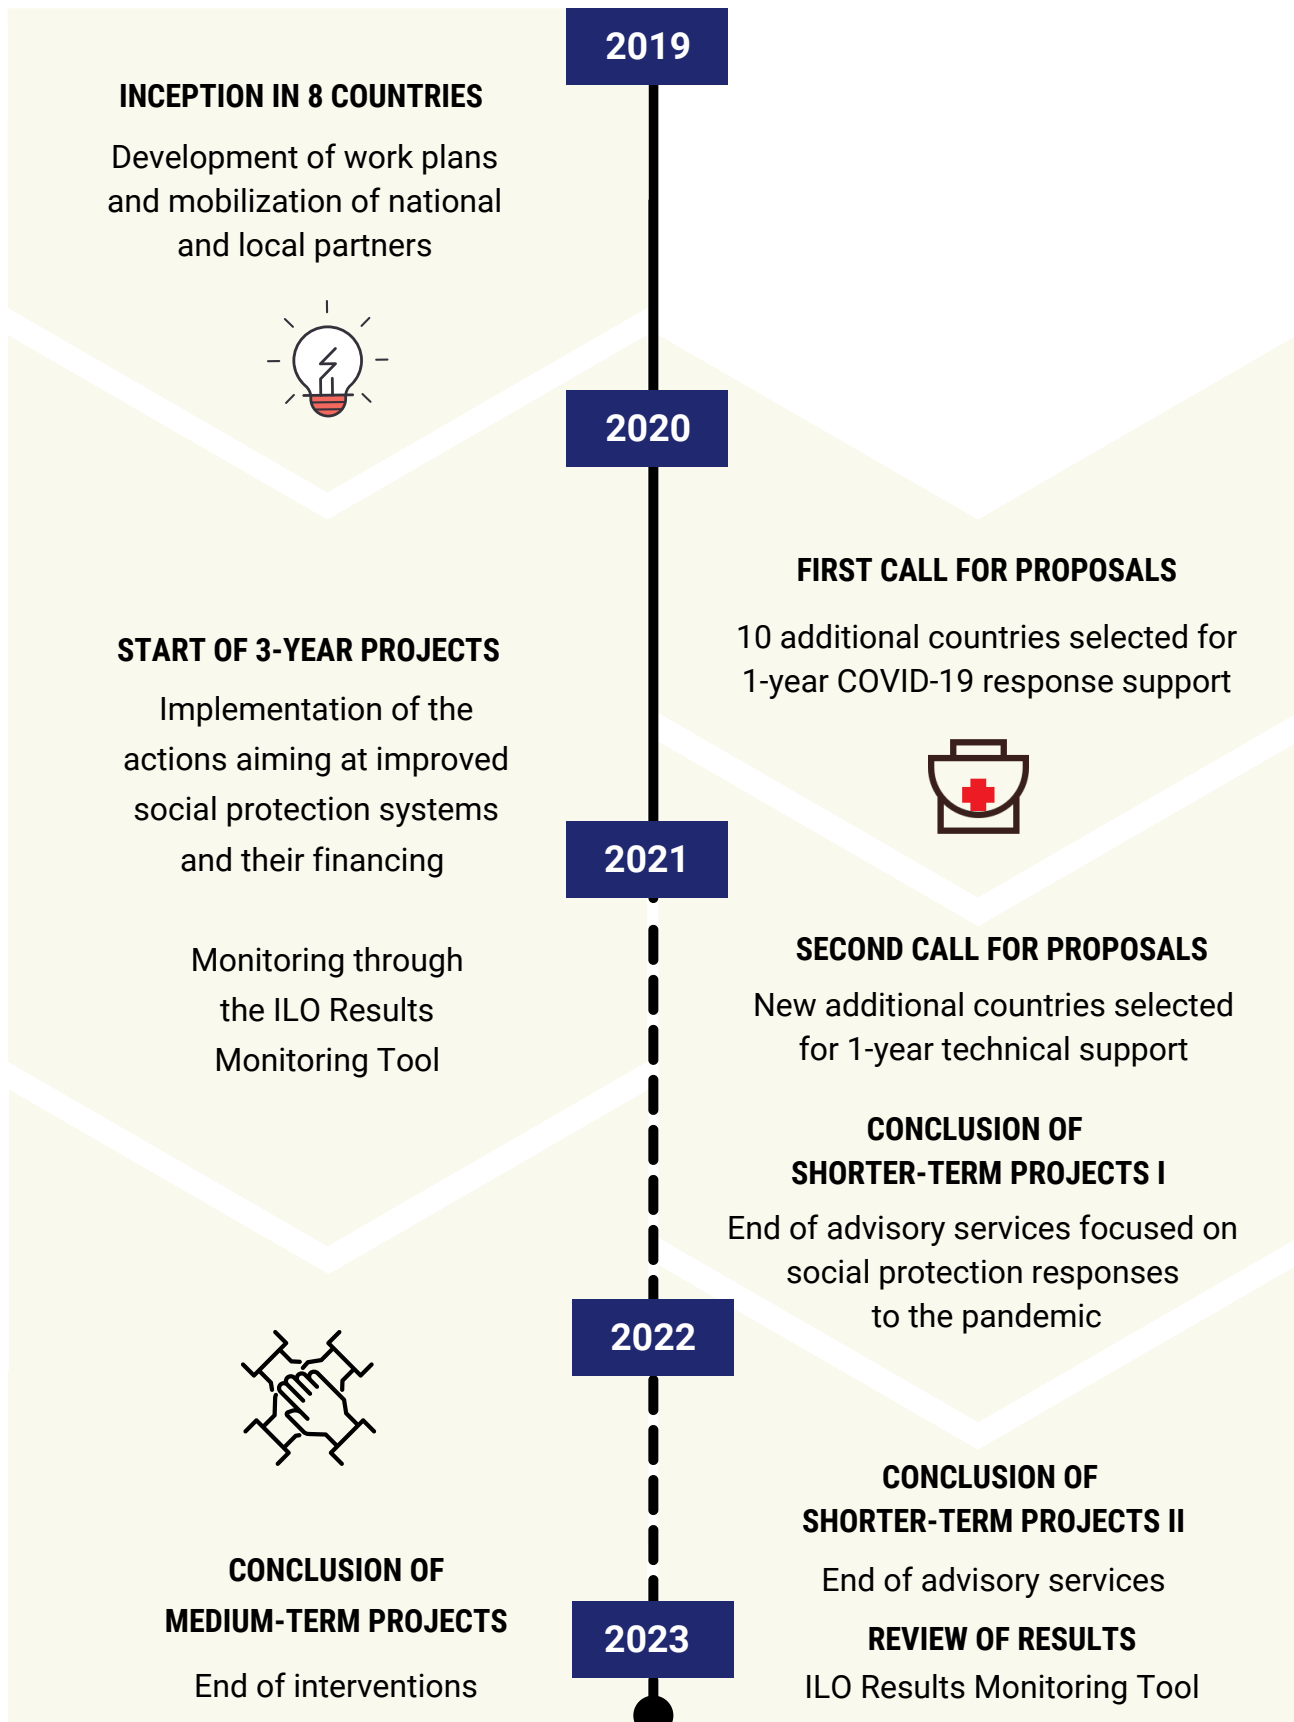 2019
INCEPTION IN 8 COUNTRIES
Development of work plans
and mobilization of national
and local partners
2020
FIRST CALL FOR PROPOSALS
10 additional countries selected for
1-year COVID-19 response support
START OF 3-YEAR PROJECTS
Implementation of the
actions aiming at improved
social protection systems
and their financing
Monitoring through
the ILO Results
Monitoring Tool
2021
SECOND CALL FOR PROPOSALS
New additional countries selected
for 1-year technical support
CONCLUSION OF
SHORTER-TERM PROJECTS I
End of advisory services focused on
social protection responses
to the pandemic
2022
CONCLUSION OF
SHORTER-TERM PROJECTS II
End of advisory services
CONCLUSION OF
MEDIUM-TERM PROJECTS
End of interventions
2023
REVIEW OF RESULTS
ILO Results Monitoring Tool